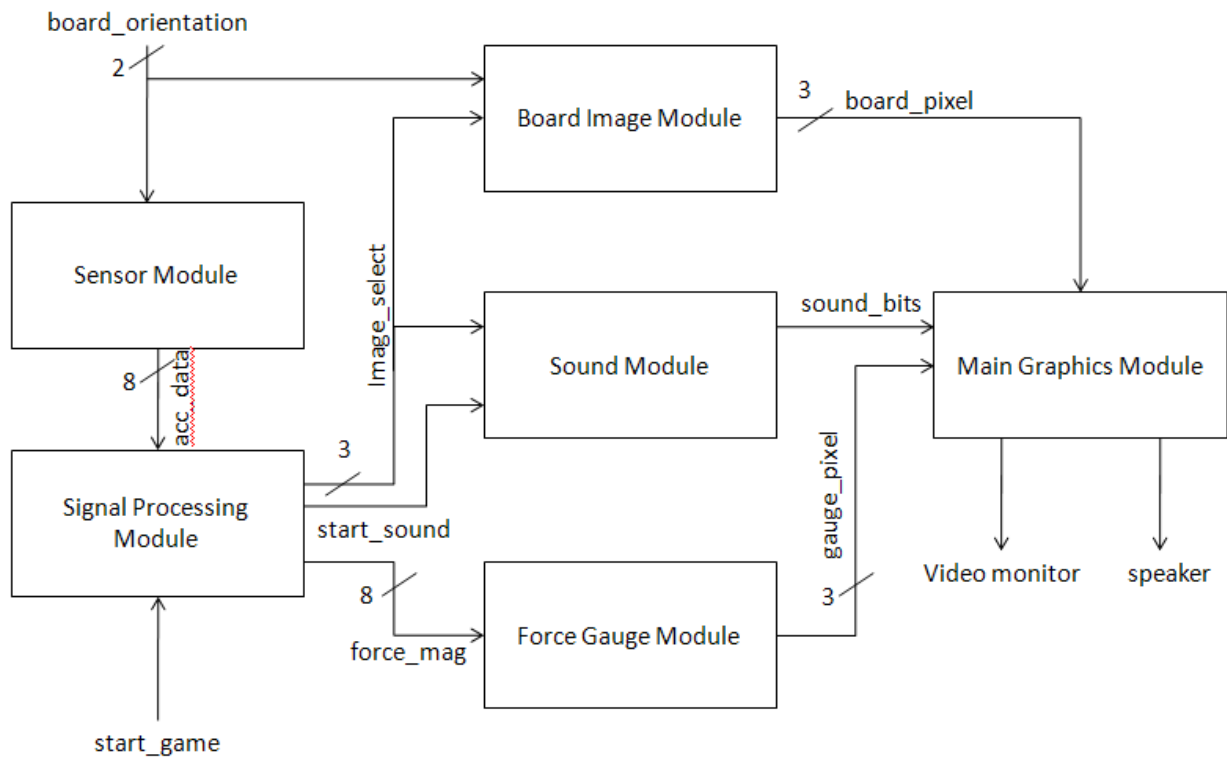 board_orientation
2
Board Image Module
3
board_pixel
Sensor Module
Image_select
sound_bits
8
acc_data
Sound Module
Main Graphics Module
3
Signal Processing
Module
start_sound
gauge_pixel
8
force_mag
Force Gauge Module
3
Video monitor
speaker
start_game